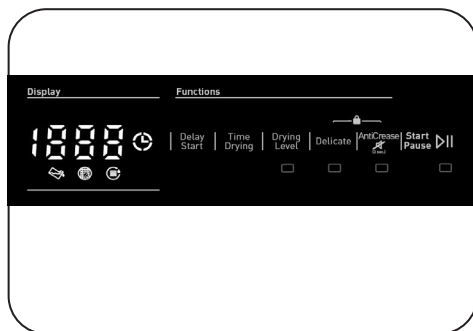 Display
Functions
1888
Delay Start
Time Drying
Drying Level
Delicate
AntiCrease
Start Pause